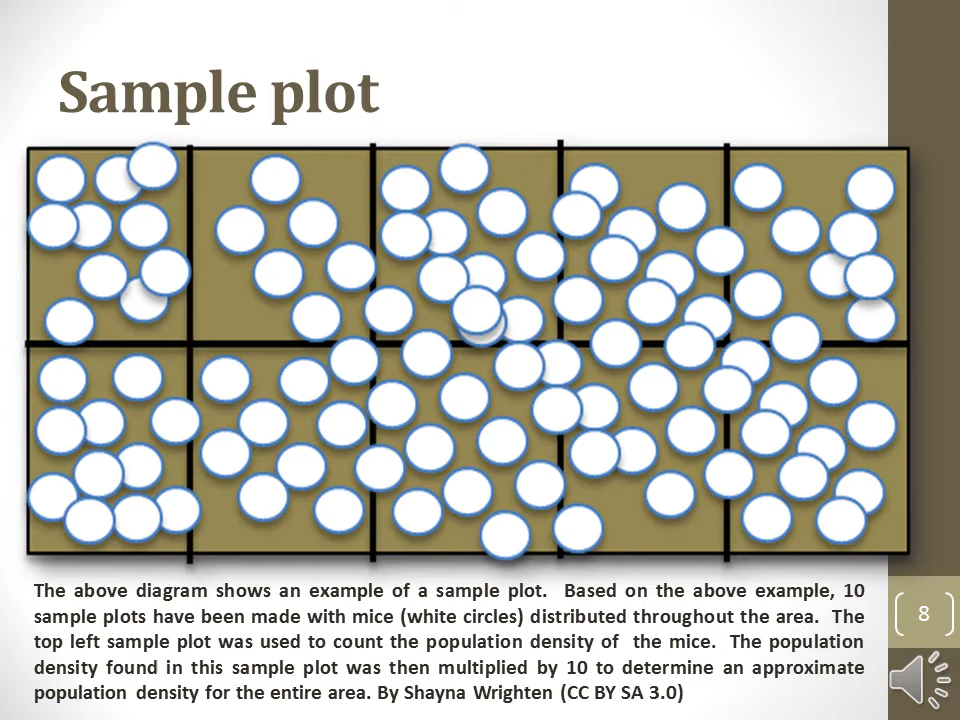 Sample plot
The above diagram shows an example of a sample plot. Based on the above example, 10
sample plots have been made with mice (white circles) distributed throughout the area. The
top left sample plot was used to count the population density of the mice. The population
density found in this sample plot was then multiplied by 10 to determine an approximate
population density for the entire area. By Shayna Wrighten (CC BY SA 3.0)
8